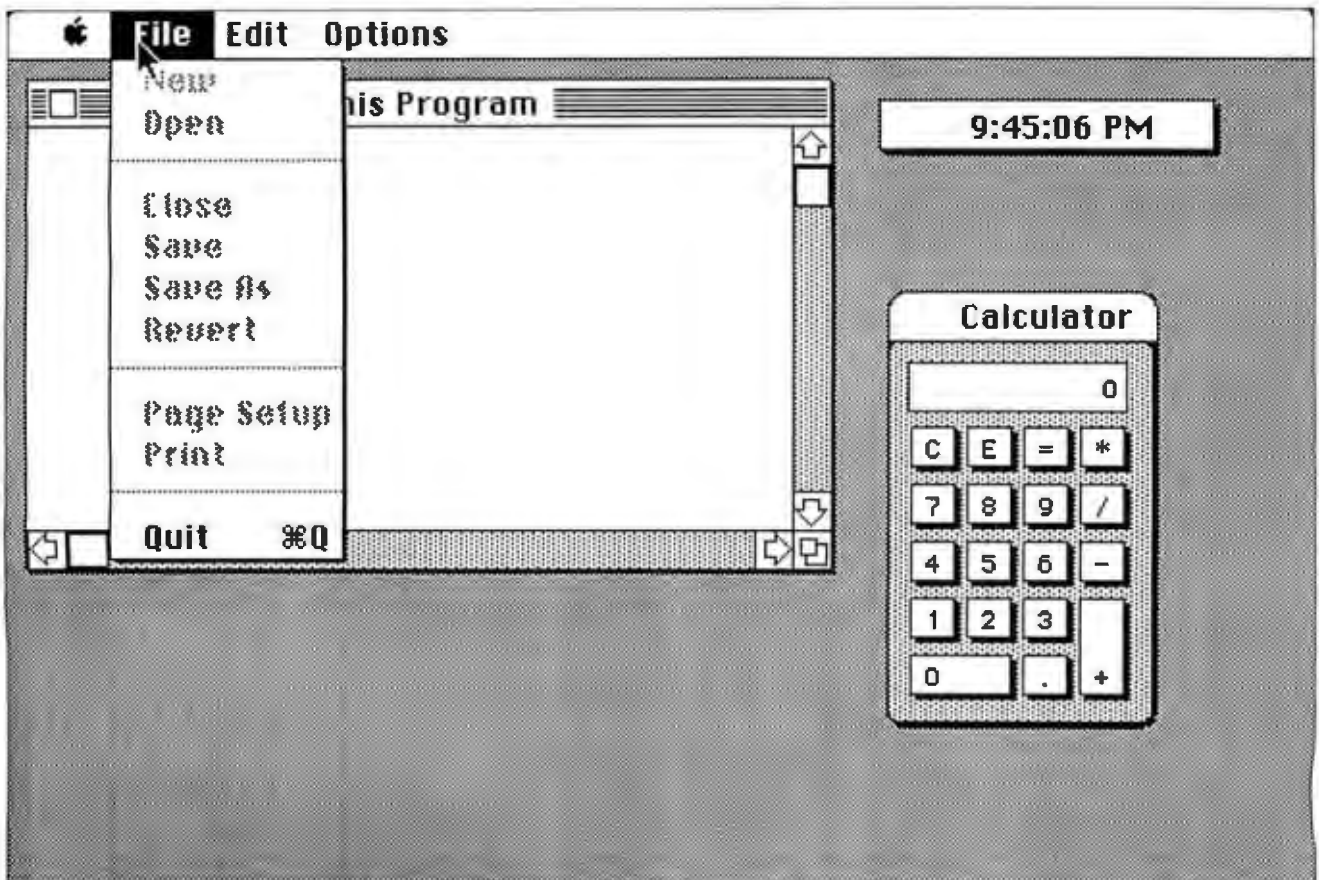 File Edit Options
New
Open
Close
Save
Save As
Revert
Page Setup
Print
Quit ⌘Q
his Program
9:45:06 PM
Calculator
0
C E = *
7 8 9 /
4 5 6 -
1 2 3
0 . +